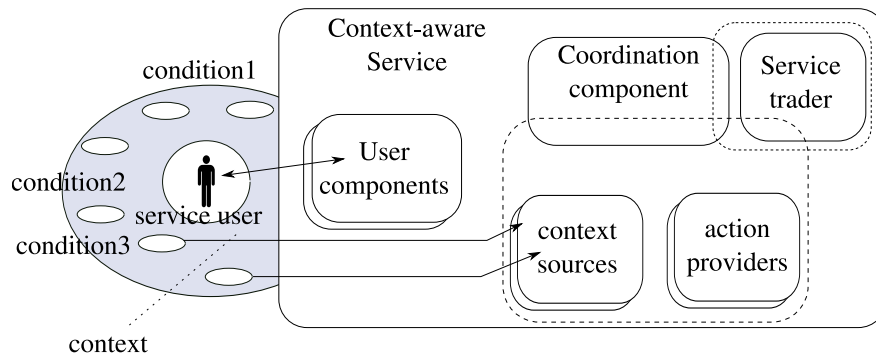 Context-aware
Service
condition1
Coordination
component
Service
trader
User
components
condition2
service user
condition3
context
sources
action
providers
context